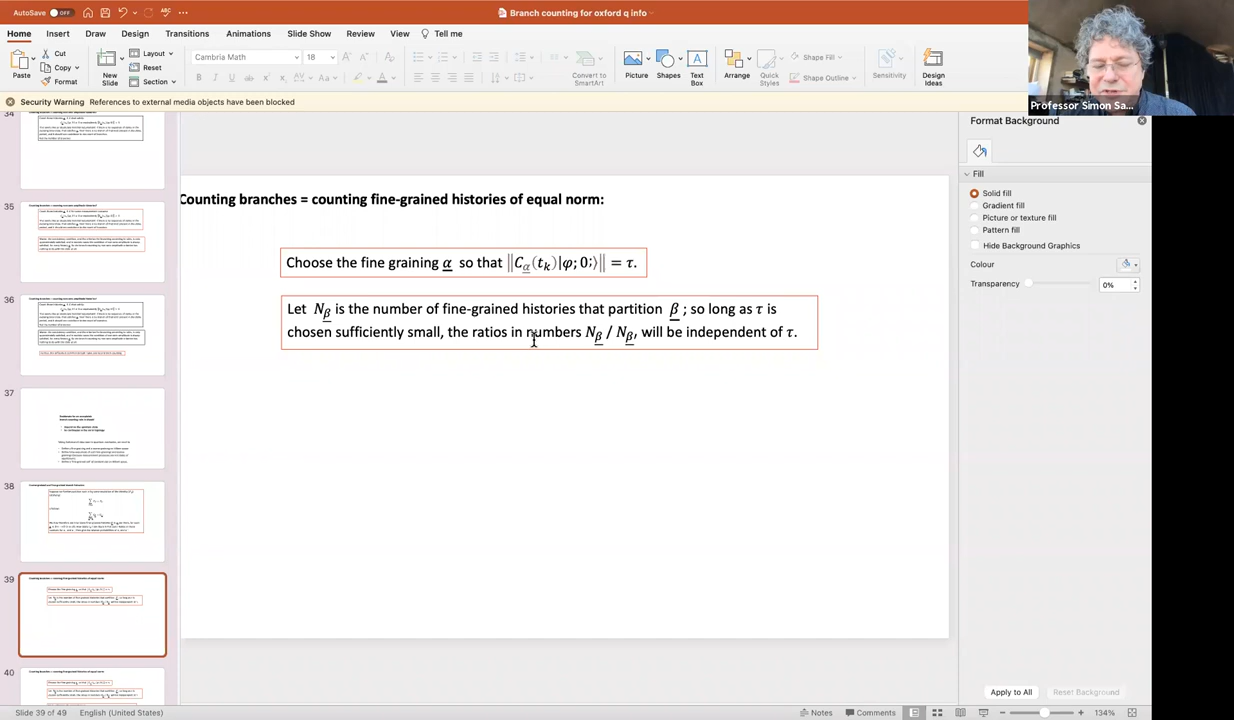 AutoSave OFF
Branch counting for oxford q info
Home Insert Draw Design Transitions Animations Slide Show Review View Tell me
Paste
Cut
Copy
Format
New Slide
Layout
Reset
Section
Cambria Math 18
Convert to SmartArt
Picture
Shapes
Text Box
Arrange
Quick Styles
Shape Fill
Shape Outline
Sensitivity
Design Ideas
Professor Simon Sa...
Security Warning References to external media objects have been blocked
34
35
36
37
38
39
40
Counting branches = counting fine-grained histories of equal norm:
Choose the fine graining α so that ‖C_α(t_k)|φ; 0;⟩‖ = τ.
Let N_β is the number of fine-grained histories that partition β ; so long as τ is
chosen sufficiently small, the ratios in numbers N_β / N_β, will be independent of τ.
Format Background
Fill
Solid fill
Gradient fill
Picture or texture fill
Pattern fill
Hide Background Graphics
Colour
Transparency 0%
Apply to All Reset Background
Slide 39 of 49 English (United States) Notes Comments 134%